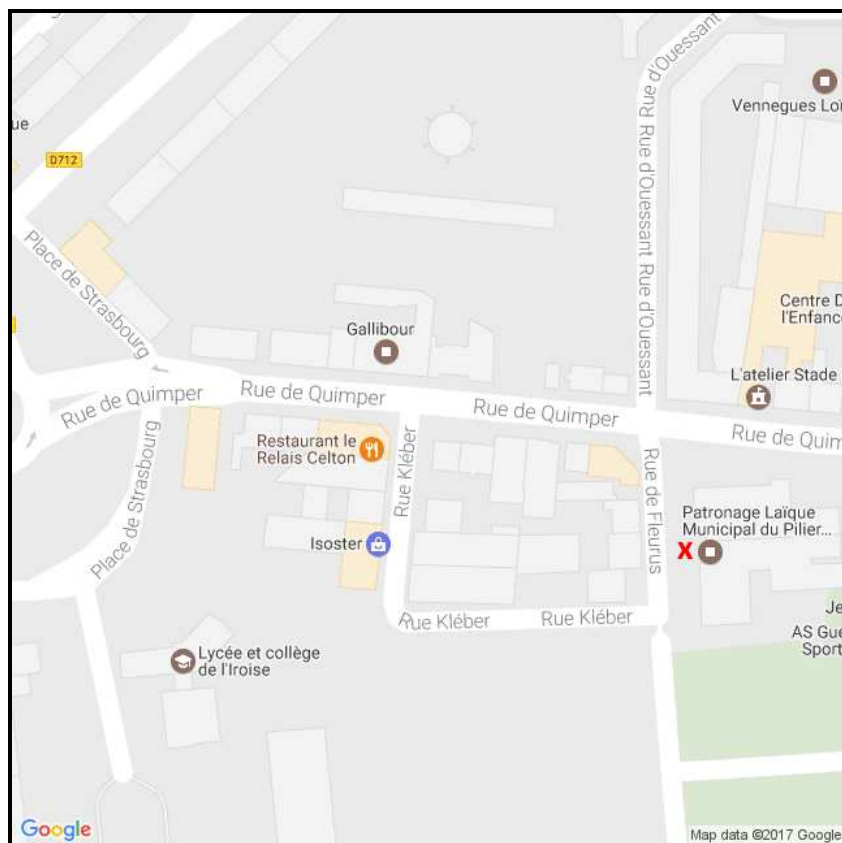 Rue d'Ouessant
Vennegues Loï
ue
D712
Rue d'Ouessant
Rue d'Ouessant
Place de Strasbourg
Centre D
l'Enfance
Gallibour
L'atelier Stade
Rue de Quimper
Rue de Quimper
Rue de Quimper
Rue de Quim
Restaurant le
Relais Celton
Rue Kléber
Rue de Fleurus
Place de Strasbourg
Patronage Laïque
Municipal du Pilier...
X
Isoster
Rue Kléber
Rue Kléber
Je
AS Gue
Sport
Lycée et collège
de l'Iroise
Google
Map data ©2017 Google